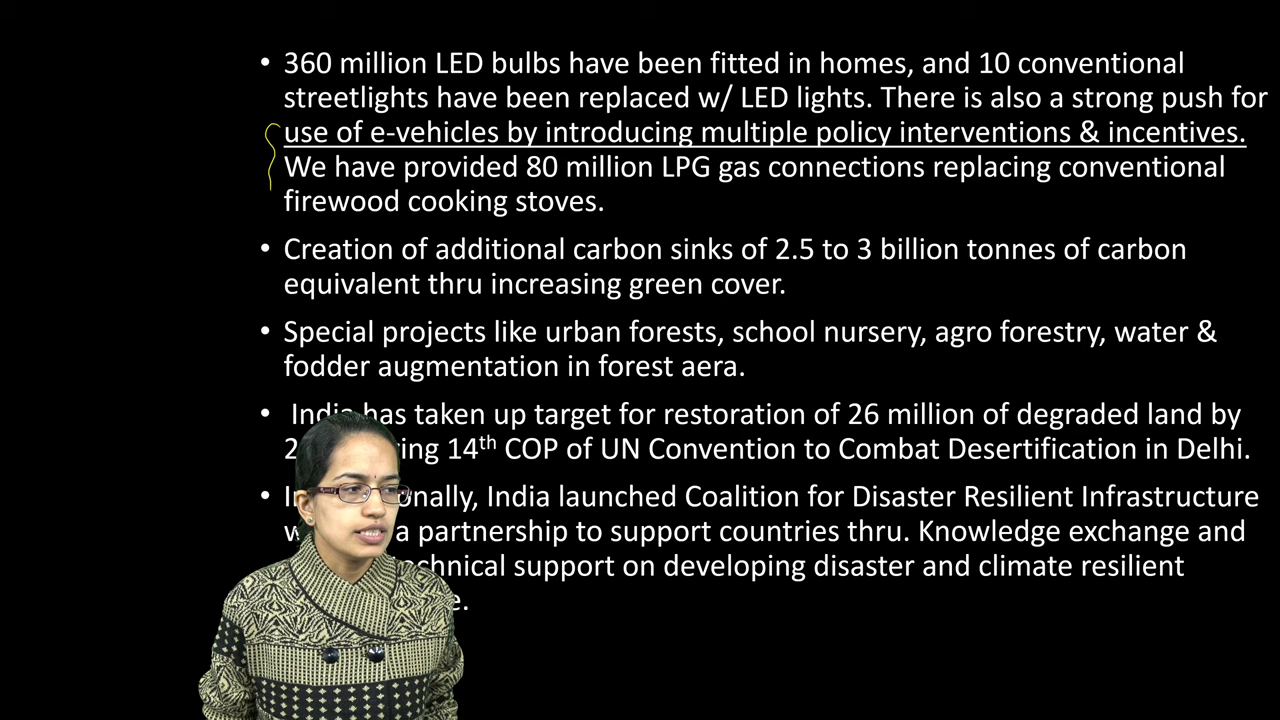 • 360 million LED bulbs have been fitted in homes, and 10 conventional
streetlights have been replaced w/ LED lights. There is also a strong push for
use of e-vehicles by introducing multiple policy interventions & incentives.
We have provided 80 million LPG gas connections replacing conventional
firewood cooking stoves.
• Creation of additional carbon sinks of 2.5 to 3 billion tonnes of carbon
equivalent thru increasing green cover.
• Special projects like urban forests, school nursery, agro forestry, water &
fodder augmentation in forest aera.
• India has taken up target for restoration of 26 million of degraded land by
14th COP of UN Convention to Combat Desertification in Delhi.
• India launched Coalition for Disaster Resilient Infrastructure
a partnership to support countries thru. Knowledge exchange and
support on developing disaster and climate resilient